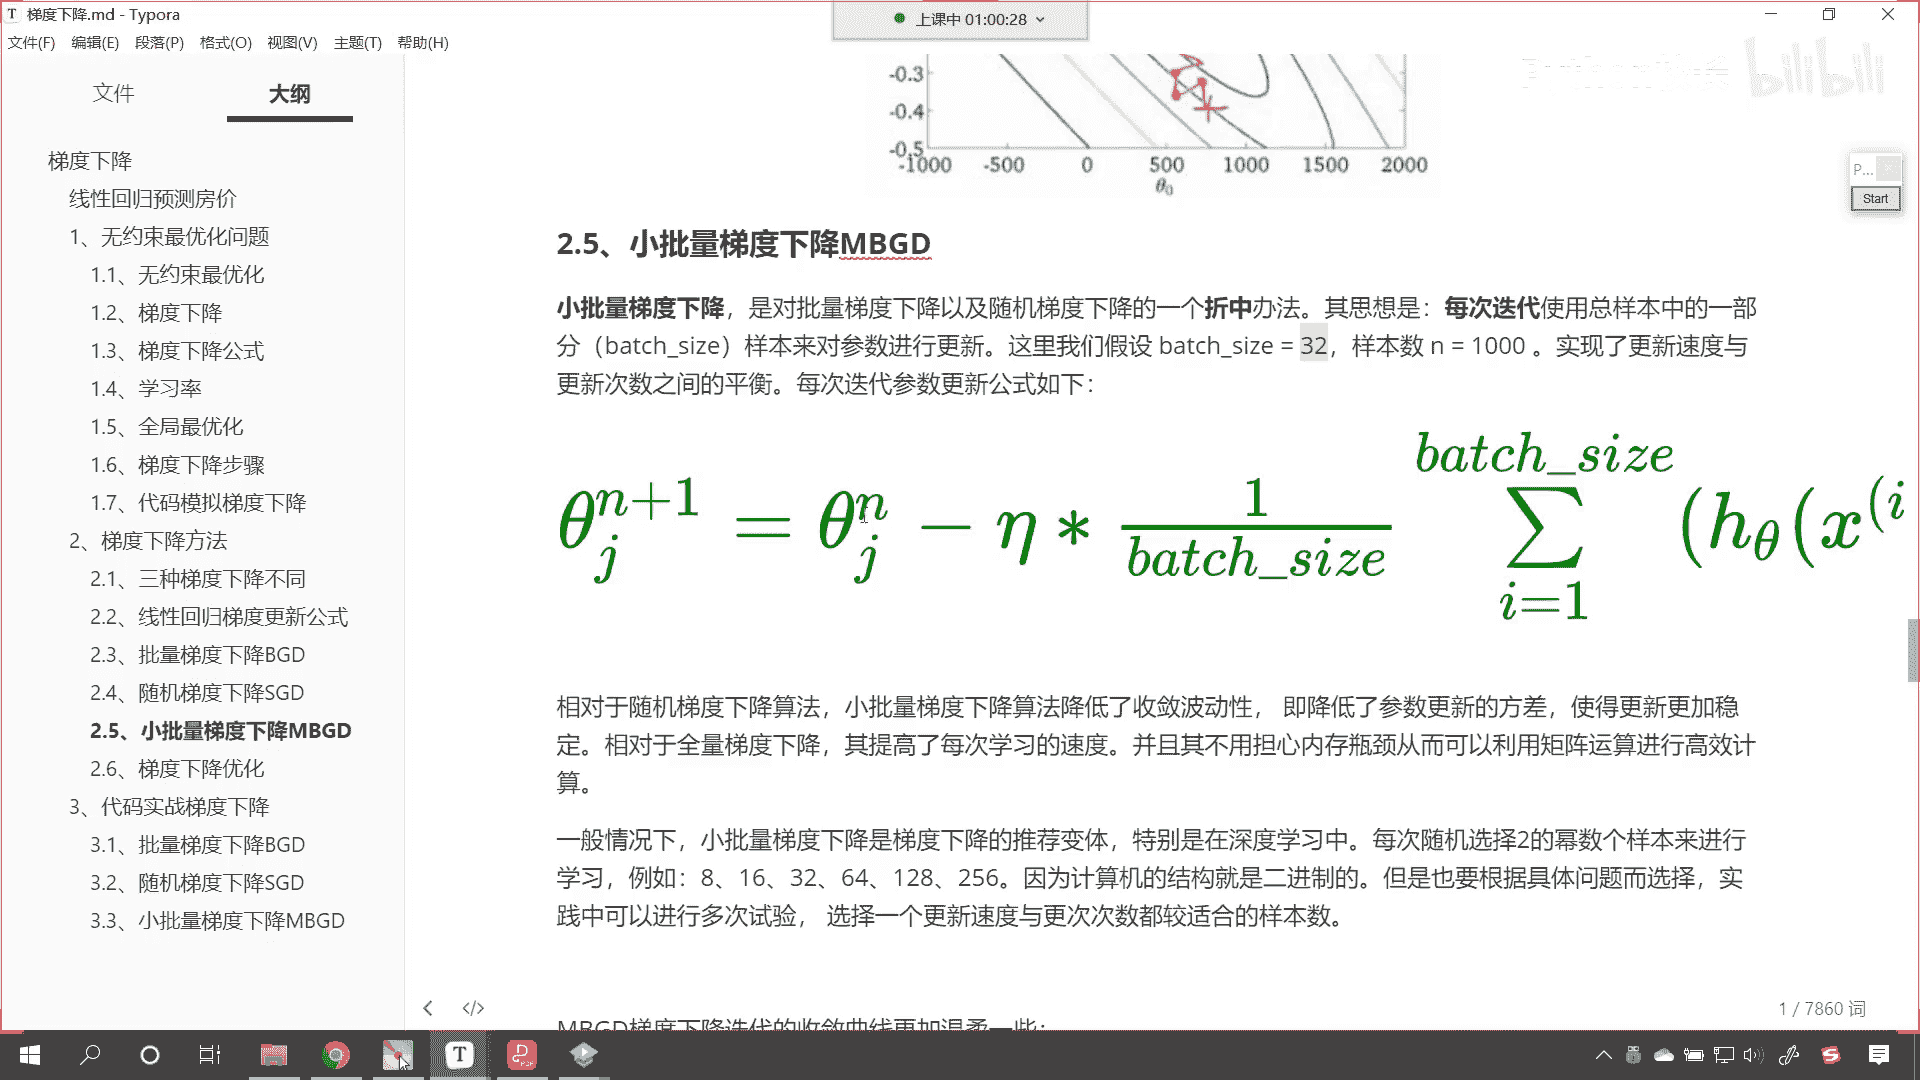 梯度下降.md - Typora
上课中 01:00:28
文件(F) 编辑(E) 段落(P) 格式(O) 视图(V) 主题(T) 帮助(H)
文件 大纲
梯度下降
线性回归预测房价
1、无约束最优化问题
1.1、无约束最优化
1.2、梯度下降
1.3、梯度下降公式
1.4、学习率
1.5、全局最优化
1.6、梯度下降步骤
1.7、代码模拟梯度下降
2、梯度下降方法
2.1、三种梯度下降不同
2.2、线性回归梯度更新公式
2.3、批量梯度下降BGD
2.4、随机梯度下降SGD
2.5、小批量梯度下降MBGD
2.6、梯度下降优化
3、代码实战梯度下降
3.1、批量梯度下降BGD
3.2、随机梯度下降SGD
3.3、小批量梯度下降MBGD
-0.3
-0.4
-0.5
-1000 -500 0 500 1000 1500 2000
θ₀
bilibili
P...
Start
2.5、小批量梯度下降MBGD
小批量梯度下降，是对批量梯度下降以及随机梯度下降的一个折中办法。其思想是：每次迭代使用总样本中的一部
分（batch_size）样本来对参数进行更新。这里我们假设 batch_size = 32，样本数 n = 1000 。实现了更新速度与
更新次数之间的平衡。每次迭代参数更新公式如下：
θ_j^{n+1} = θ_j^n − η * \frac{1}{batch_size} \sum_{i=1}^{batch_size} (h_θ(x^{(i
相对于随机梯度下降算法，小批量梯度下降算法降低了收敛波动性， 即降低了参数更新的方差，使得更新更加稳
定。相对于全量梯度下降，其提高了每次学习的速度。并且其不用担心内存瓶颈从而可以利用矩阵运算进行高效计
算。
一般情况下，小批量梯度下降是梯度下降的推荐变体，特别是在深度学习中。每次随机选择2的幂数个样本来进行
学习，例如：8、16、32、64、128、256。因为计算机的结构就是二进制的。但是也要根据具体问题而选择，实
践中可以进行多次试验， 选择一个更新速度与更次次数都较适合的样本数。
MBGD梯度下降迭代的收敛曲线更加温柔一些：
1 / 7860 词